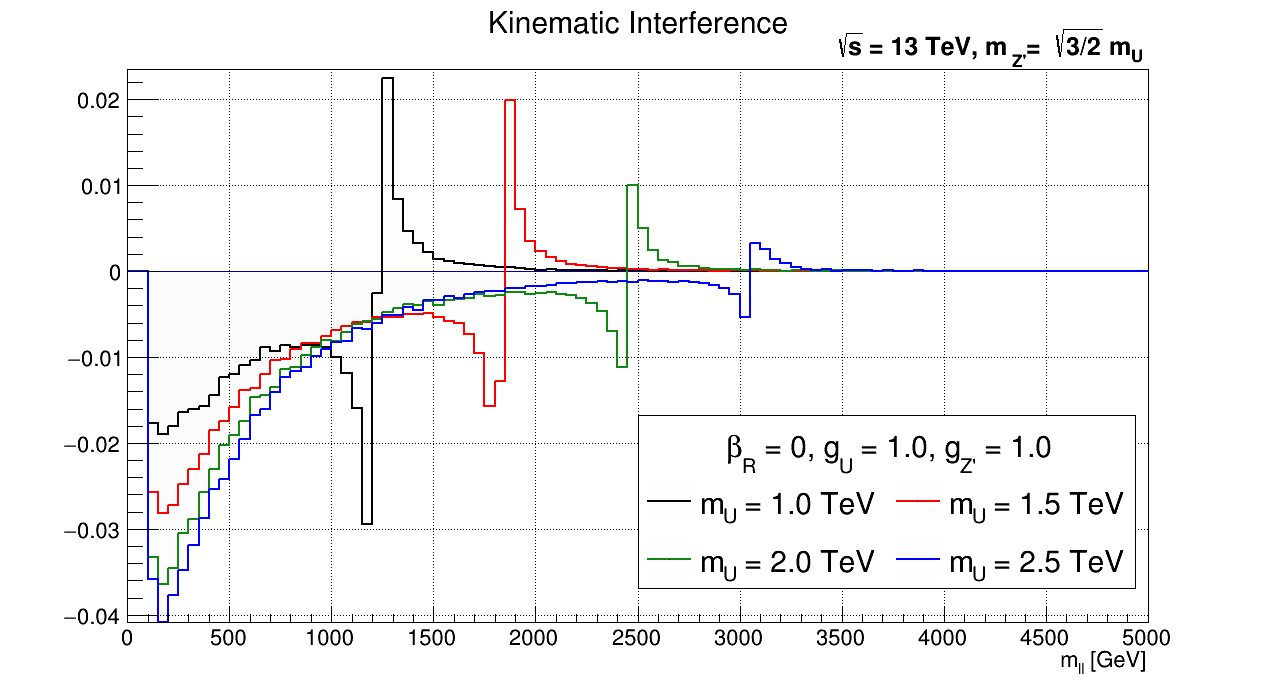 Kinematic Interference
√s = 13 TeV, m_Z'= √3/2 m_U
0.02
0.01
0
−0.01
−0.02
−0.03
−0.04
β_R = 0, g_U = 1.0, g_Z' = 1.0
m_U = 1.0 TeV m_U = 1.5 TeV
m_U = 2.0 TeV m_U = 2.5 TeV
0 500 1000 1500 2000 2500 3000 3500 4000 4500 5000
m_ll [GeV]